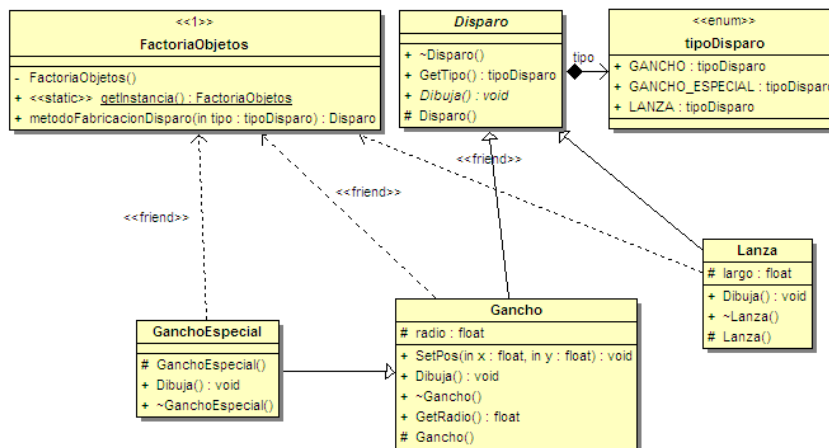 <<1>>
FactoriaObjetos
- FactoriaObjetos()
+ <<static>> getInstancia() : FactoriaObjetos
+ metodoFabricacionDisparo(in tipo : tipoDisparo) : Disparo
Disparo
+ ~Disparo()
+ GetTipo() : tipoDisparo
+ Dibuja() : void
# Disparo()
tipo
<<enum>>
tipoDisparo
+ GANCHO : tipoDisparo
+ GANCHO_ESPECIAL : tipoDisparo
+ LANZA : tipoDisparo
<<friend>>
<<friend>>
<<friend>>
Lanza
# largo : float
+ Dibuja() : void
+ ~Lanza()
# Lanza()
GanchoEspecial
# GanchoEspecial()
+ Dibuja() : void
+ ~GanchoEspecial()
Gancho
# radio : float
+ SetPos(in x : float, in y : float) : void
+ Dibuja() : void
+ ~Gancho()
+ GetRadio() : float
# Gancho()